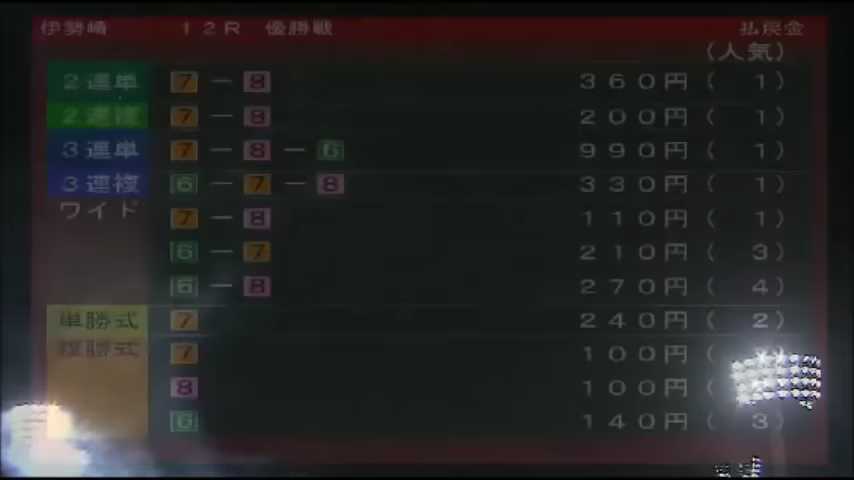 伊勢崎 12R 優勝戦 払戻金
(人気)
2連単 7-8 360円( 1)
2連複 7-8 200円( 1)
3連単 7-8-6 990円( 1)
3連複 6-7-8 330円( 1)
ワイド 7-8 110円( 1)
6-7 210円( 3)
6-8 270円( 4)
単勝式 7 240円( 2)
複勝式 7 100円(
8 100円(
6 140円( 3)